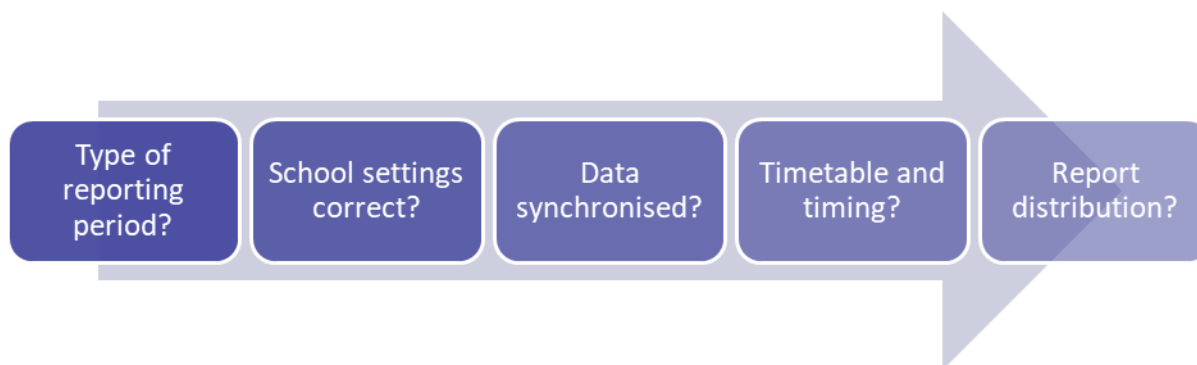 Type of
reporting
period?
School settings
correct?
Data
synchronised?
Timetable and
timing?
Report
distribution?